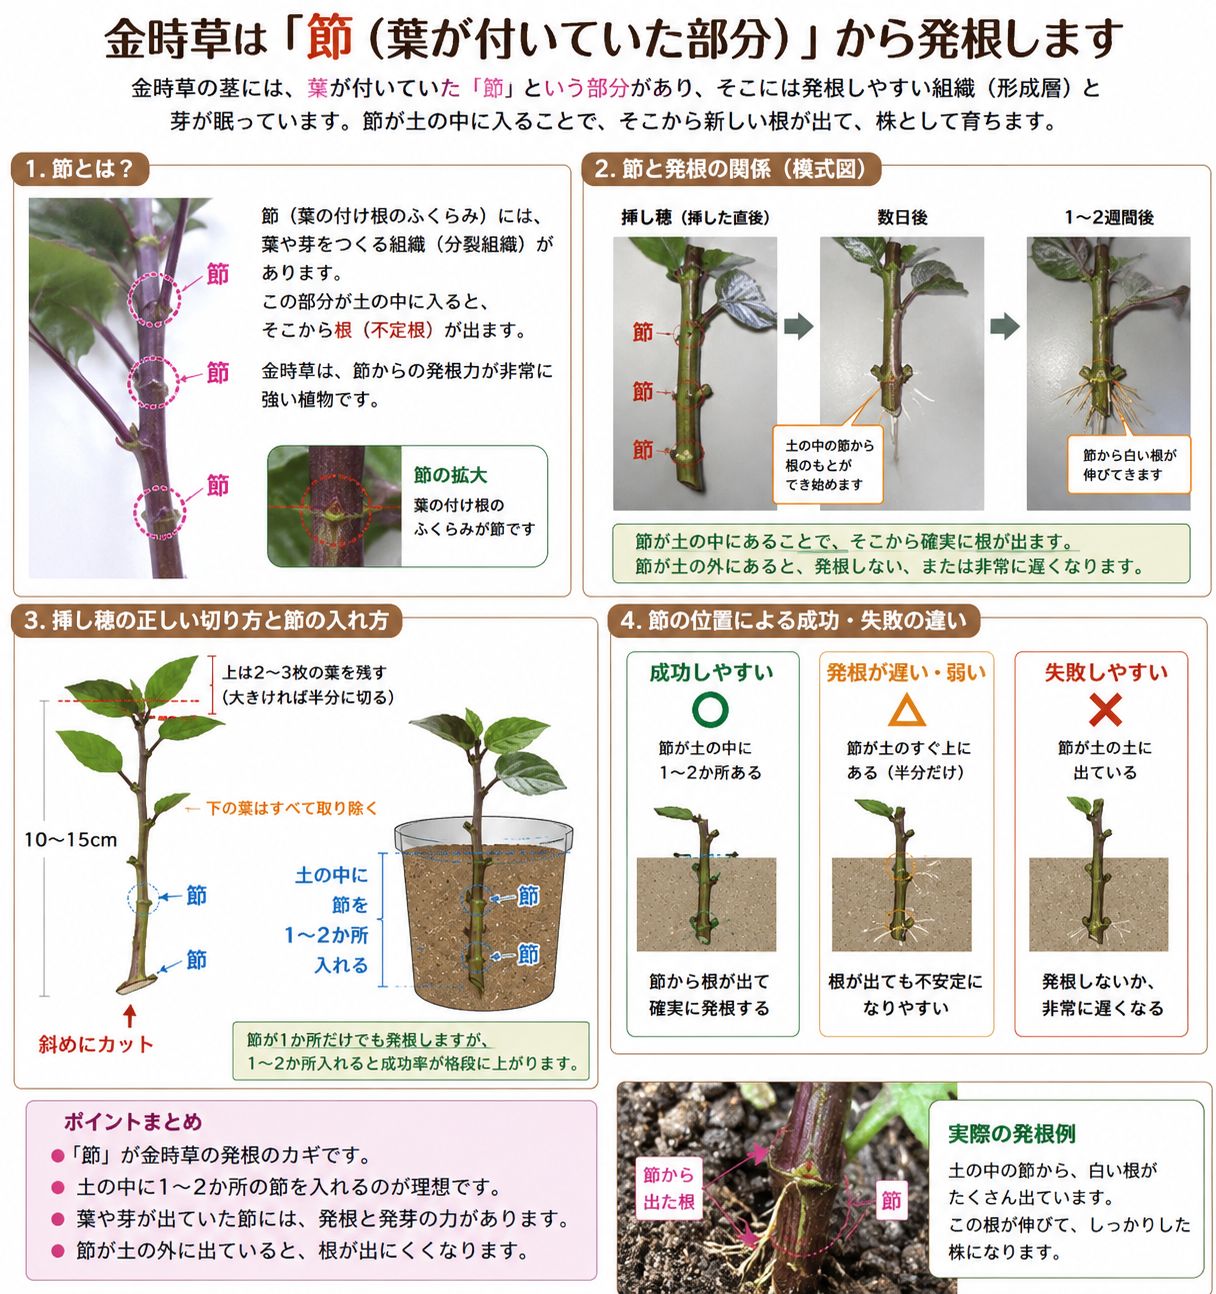 金時草は「節（葉が付いていた部分）」から発根します
金時草の茎には、葉が付いていた「節」という部分があり、そこには発根しやすい組織（形成層）と
芽が眠っています。節が土の中に入ることで、そこから新しい根が出て、株として育ちます。
1. 節とは？
節
節
節
節（葉の付け根のふくらみ）には、
葉や芽をつくる組織（分裂組織）が
あります。
この部分が土の中に入ると、
そこから根（不定根）が出ます。
金時草は、節からの発根力が非常に
強い植物です。
節の拡大
葉の付け根の
ふくらみが節です
2. 節と発根の関係（模式図）
挿し穂（挿した直後）
数日後
1〜2週間後
節
節
節
土の中の節から
根のもとが
でき始めます
節から白い根が
伸びてきます
節が土の中にあることで、そこから確実に根が出ます。
節が土の外にあると、発根しない、または非常に遅くなります。
3. 挿し穂の正しい切り方と節の入れ方
上は2〜3枚の葉を残す
（大きければ半分に切る）
下の葉はすべて取り除く
10〜15cm
節
節
斜めにカット
土の中に
節を
1〜2か所
入れる
節
節
節が1か所だけでも発根しますが、
1〜2か所入れると成功率が格段に上がります。
4. 節の位置による成功・失敗の違い
成功しやすい
節が土の中に
1〜2か所ある
節から根が出て
確実に発根する
発根が遅い・弱い
節が土のすぐ上に
ある（半分だけ）
根が出ても不安定に
なりやすい
失敗しやすい
節が土の土に
出ている
発根しないか、
非常に遅くなる
ポイントまとめ
●「節」が金時草の発根のカギです。
● 土の中に1〜2か所の節を入れるのが理想です。
● 葉や芽が出ていた節には、発根と発芽の力があります。
● 節が土の外に出ていると、根が出にくくなります。
節から
出た根
節
実際の発根例
土の中の節から、白い根が
たくさん出ています。
この根が伸びて、しっかりした
株になります。